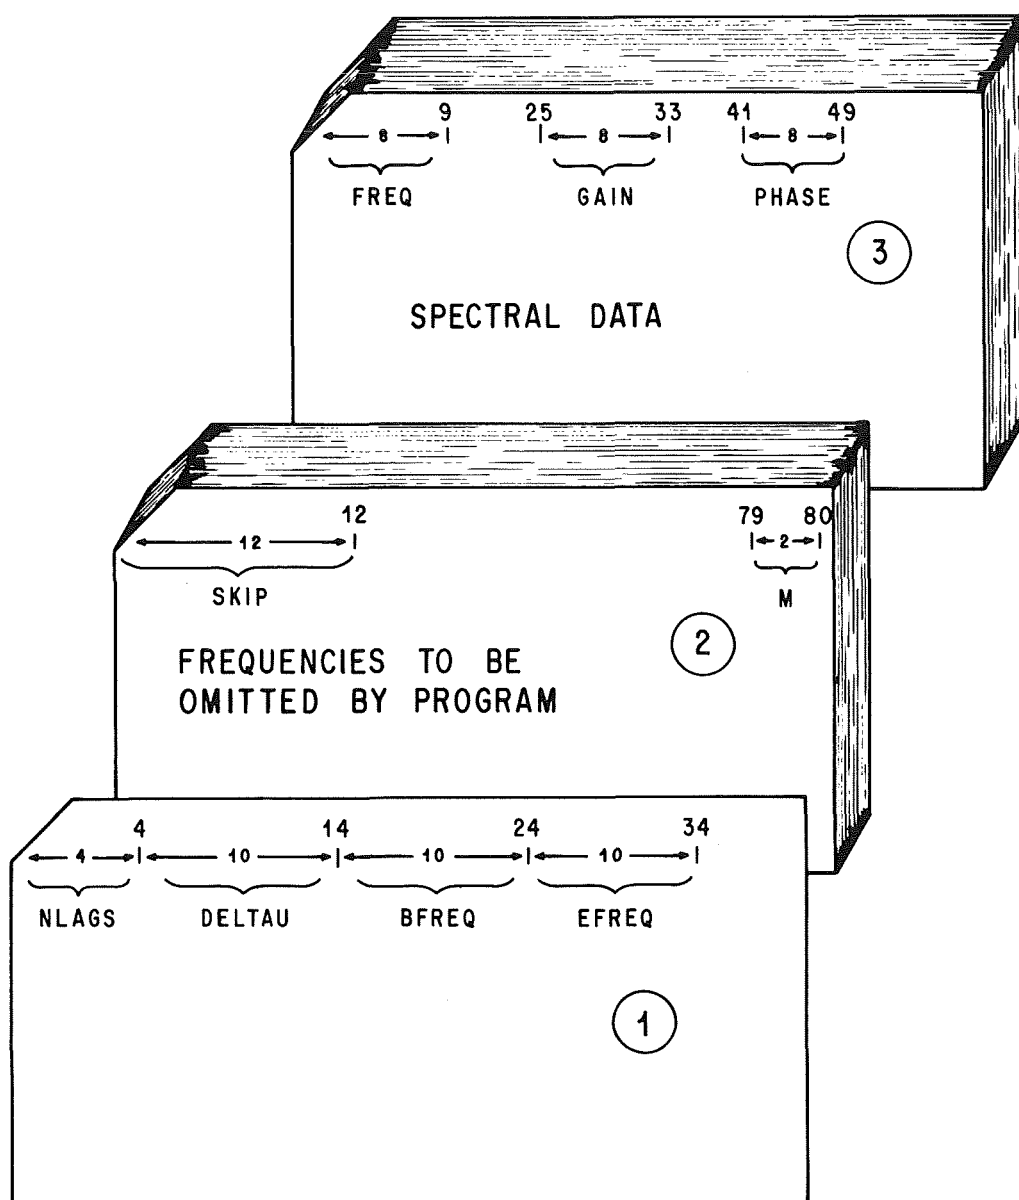 9 25 33 41 49
8 8 8
FREQ GAIN PHASE
3
SPECTRAL DATA
12 79 80
12 2
SKIP M
2
FREQUENCIES TO BE
OMITTED BY PROGRAM
4 14 24 34
4 10 10 10
NLAGS DELTAU BFREQ EFREQ
1